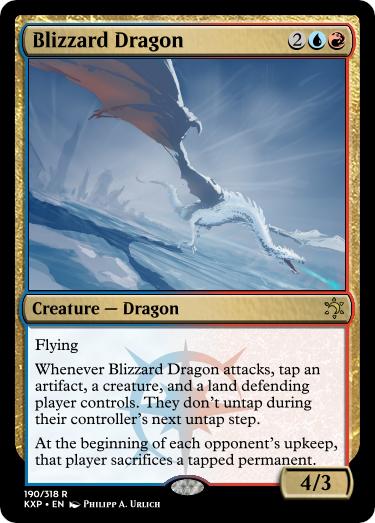 Blizzard Dragon 2
Creature — Dragon
Flying
Whenever Blizzard Dragon attacks, tap an
artifact, a creature, and a land defending
player controls. They don't untap during
their controller's next untap step.
At the beginning of each opponent's upkeep,
that player sacrifices a tapped permanent.
4/3
190/318 R
KXP • EN Philipp A. Urlich